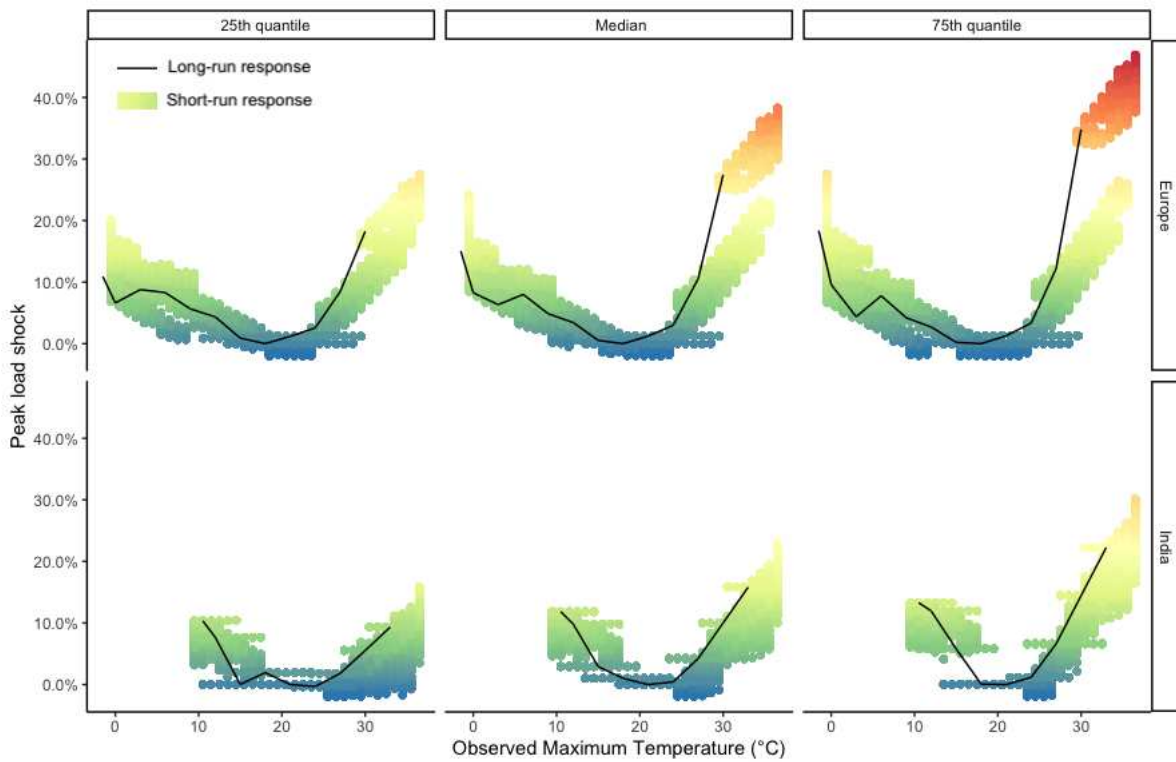 25th quantile
Median
75th quantile
Long-run response
Short-run response
40.0%
30.0%
20.0%
10.0%
0.0%
Europe
Peak load shock
40.0%
30.0%
20.0%
10.0%
0.0%
India
0 10 20 30 0 10 20 30 0 10 20 30
Observed Maximum Temperature (°C)